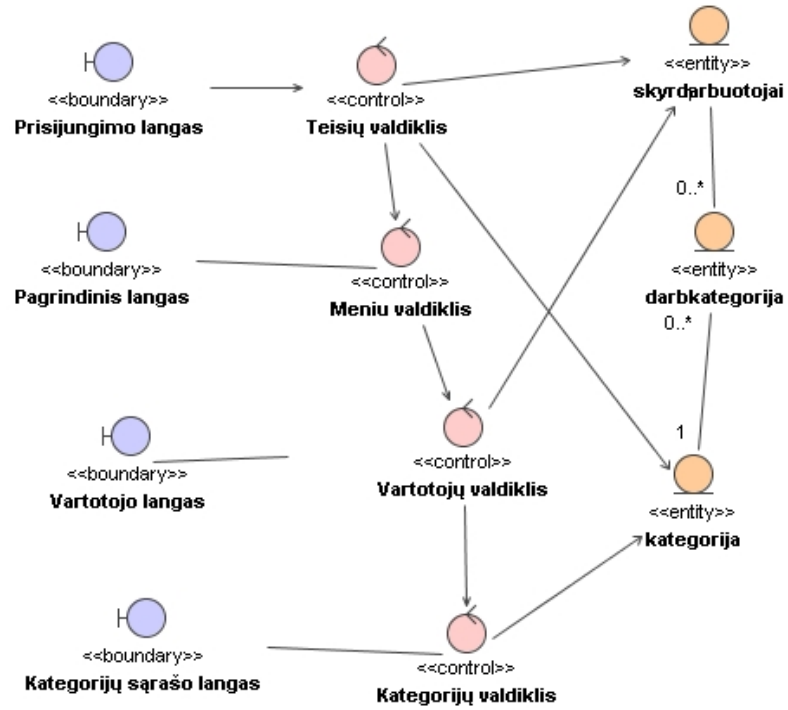 <<boundary>>
Prisijungimo langas
<<control>>
Teisių valdiklis
<<entity>>
skyrdarbuotojai
0..*
<<boundary>>
Pagrindinis langas
<<control>>
Meniu valdiklis
<<entity>>
darbkategorija
0..*
1
<<boundary>>
Vartotojo langas
<<control>>
Vartotojų valdiklis
<<entity>>
kategorija
<<boundary>>
Kategorijų sąrašo langas
<<control>>
Kategorijų valdiklis